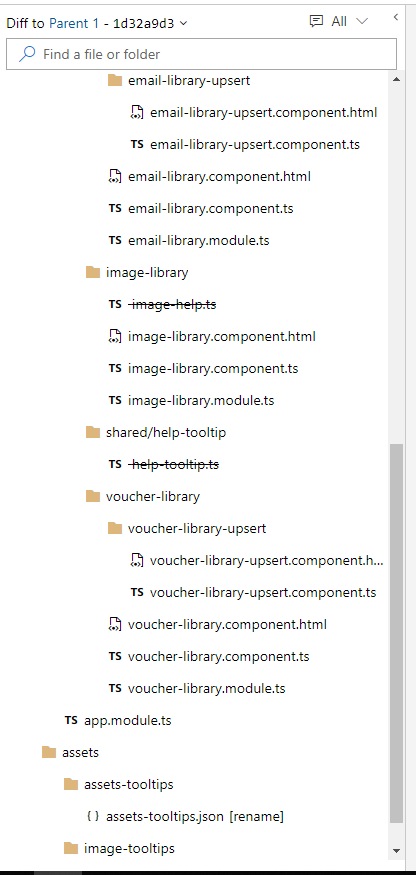 Diff to Parent 1 - 1d32a9d3
All
Find a file or folder
email-library-upsert
email-library-upsert.component.html
TS email-library-upsert.component.ts
email-library.component.html
TS email-library.component.ts
TS email-library.module.ts
image-library
TS image-help.ts
image-library.component.html
TS image-library.component.ts
TS image-library.module.ts
shared/help-tooltip
TS help-tooltip.ts
voucher-library
voucher-library-upsert
voucher-library-upsert.component.h...
TS voucher-library-upsert.component.ts
voucher-library.component.html
TS voucher-library.component.ts
TS voucher-library.module.ts
TS app.module.ts
assets
assets-tooltips
{ } assets-tooltips.json [rename]
image-tooltips